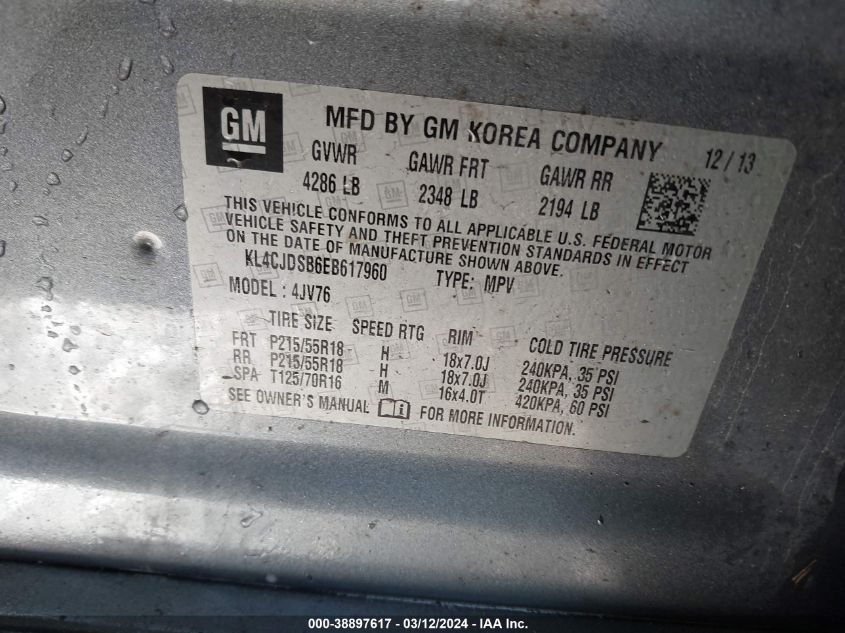 GM MFD BY GM KOREA COMPANY 12/13
GVWR GAWR FRT GAWR RR
4286 LB 2348 LB 2194 LB
THIS VEHICLE CONFORMS TO ALL APPLICABLE U.S. FEDERAL MOTOR
VEHICLE SAFETY AND THEFT PREVENTION STANDARDS IN EFFECT
ON THE DATE OF MANUFACTURE SHOWN ABOVE.
KL4CJDSB6EB617960 TYPE: MPV
MODEL: 4JV76
TIRE SIZE SPEED RTG RIM COLD TIRE PRESSURE
FRT P215/55R18 H 18x7.0J 240KPA, 35 PSI
RR P215/55R18 H 18x7.0J 240KPA, 35 PSI
SPA T125/70R16 M 16x4.0T 420KPA, 60 PSI
SEE OWNER'S MANUAL FOR MORE INFORMATION.
000-38897617 - 03/12/2024 - IAA Inc.